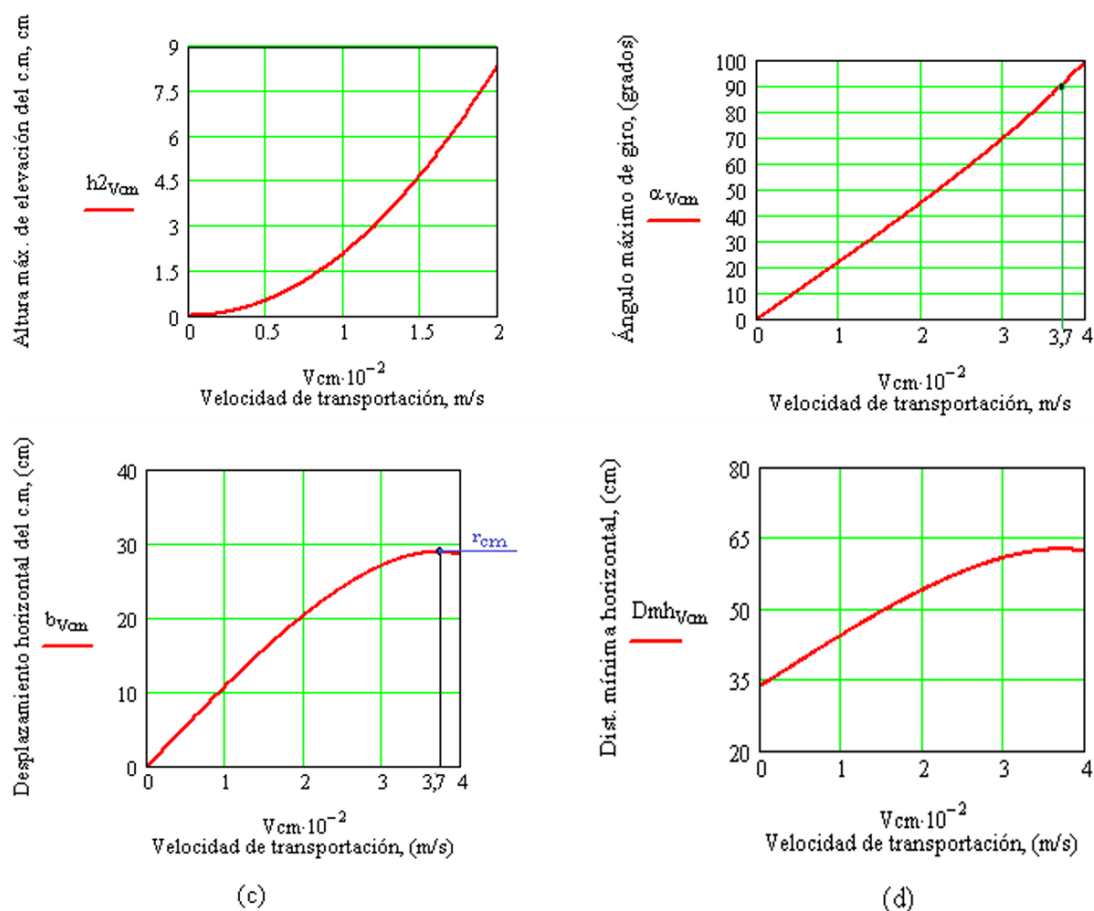 Altura máx. de elevación del c.m, cm
h2Vcm
9
7.5
6
4.5
3
1.5
0
0 0.5 1 1.5 2
Vcm·10⁻²
Velocidad de transportación, m/s
Ángulo máximo de giro, (grados)
αVcm
100
90
80
70
60
50
40
30
20
10
0
0 1 2 3 3,7 4
Vcm·10⁻²
Velocidad de transportación, m/s
Desplazamiento horizontal del c.m, (cm)
bVcm
40
30
20
10
0
rcm
0 1 2 3 3,7 4
Vcm·10⁻²
Velocidad de transportación, (m/s)
(c)
Dist. mínima horizontal, (cm)
DmhVcm
80
65
50
35
20
0 1 2 3 4
Vcm·10⁻²
Velocidad de transportación, (m/s)
(d)